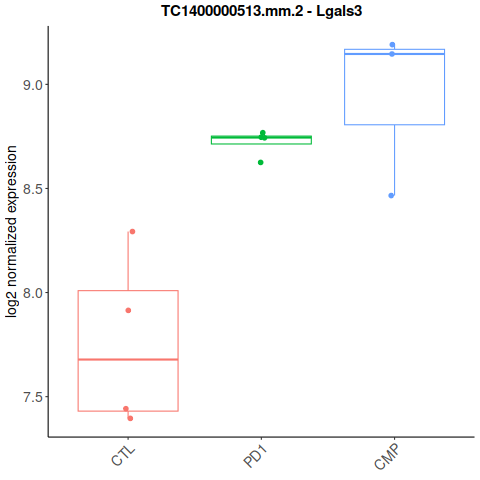 TC1400000513.mm.2 - Lgals3
log2 normalized expression
9.0
8.5
8.0
7.5
CTL
PD1
CMP